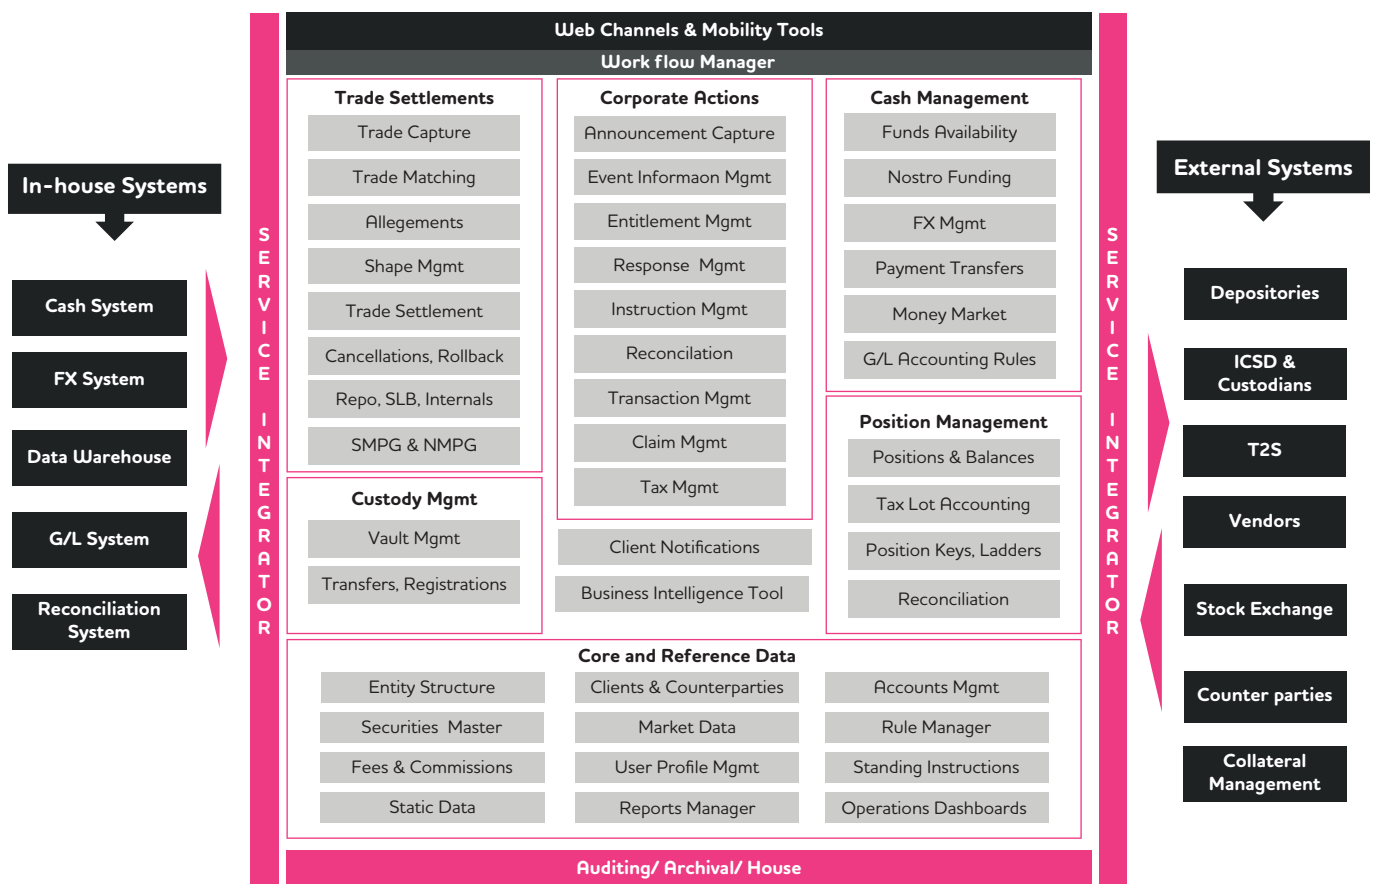 Web Channels & Mobility Tools
Work flow Manager
In-house Systems
Cash System
FX System
Data Warehouse
G/L System
Reconciliation
System
SERVICE INTEGRATOR
Trade Settlements
Trade Capture
Trade Matching
Allegements
Shape Mgmt
Trade Settlement
Cancellations, Rollback
Repo, SLB, Internals
SMPG & NMPG
Custody Mgmt
Vault Mgmt
Transfers, Registrations
Corporate Actions
Announcement Capture
Event Informaon Mgmt
Entitlement Mgmt
Response Mgmt
Instruction Mgmt
Reconcilation
Transaction Mgmt
Claim Mgmt
Tax Mgmt
Client Notifications
Business Intelligence Tool
Cash Management
Funds Availability
Nostro Funding
FX Mgmt
Payment Transfers
Money Market
G/L Accounting Rules
Position Management
Positions & Balances
Tax Lot Accounting
Position Keys, Ladders
Reconciliation
Core and Reference Data
Entity Structure
Clients & Counterparties
Accounts Mgmt
Securities Master
Market Data
Rule Manager
Fees & Commissions
User Profile Mgmt
Standing Instructions
Static Data
Reports Manager
Operations Dashboards
Auditing/ Archival/ House
SERVICE INTEGRATOR
External Systems
Depositories
ICSD &
Custodians
T2S
Vendors
Stock Exchange
Counter parties
Collateral
Management